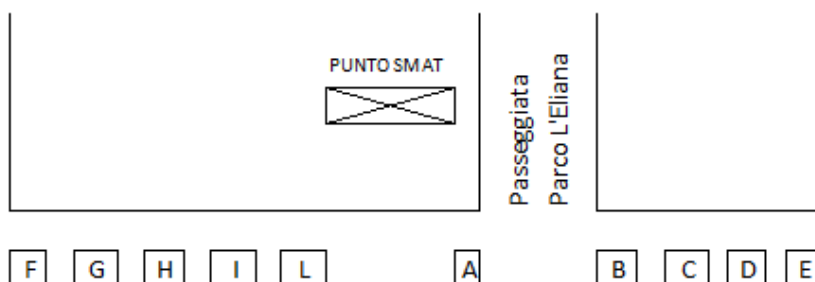 PUNTO SMAT
Passeggiata
Parco L'Eliana
F G H I L A B C D E